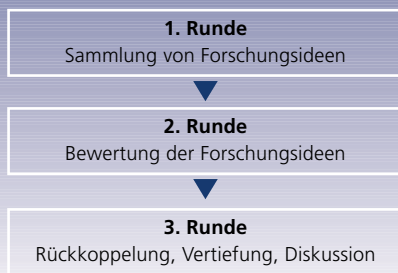 1. Runde
Sammlung von Forschungsideen
2. Runde
Bewertung der Forschungsideen
3. Runde
Rückkoppelung, Vertiefung, Diskussion